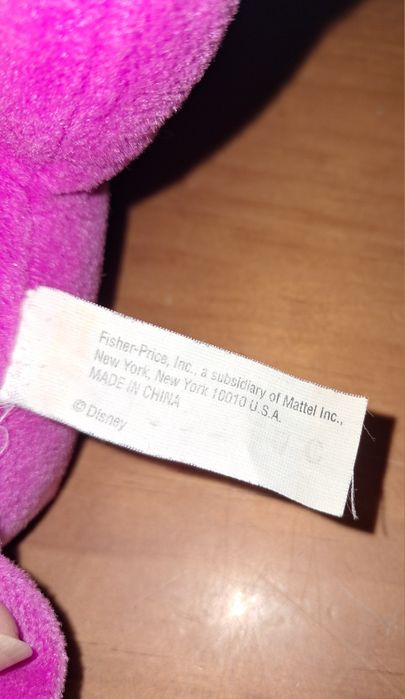 Fisher-Price, Inc., a subsidiary of Mattel Inc.,
New York, New York 10010 U.S.A.
MADE IN CHINA
© Disney